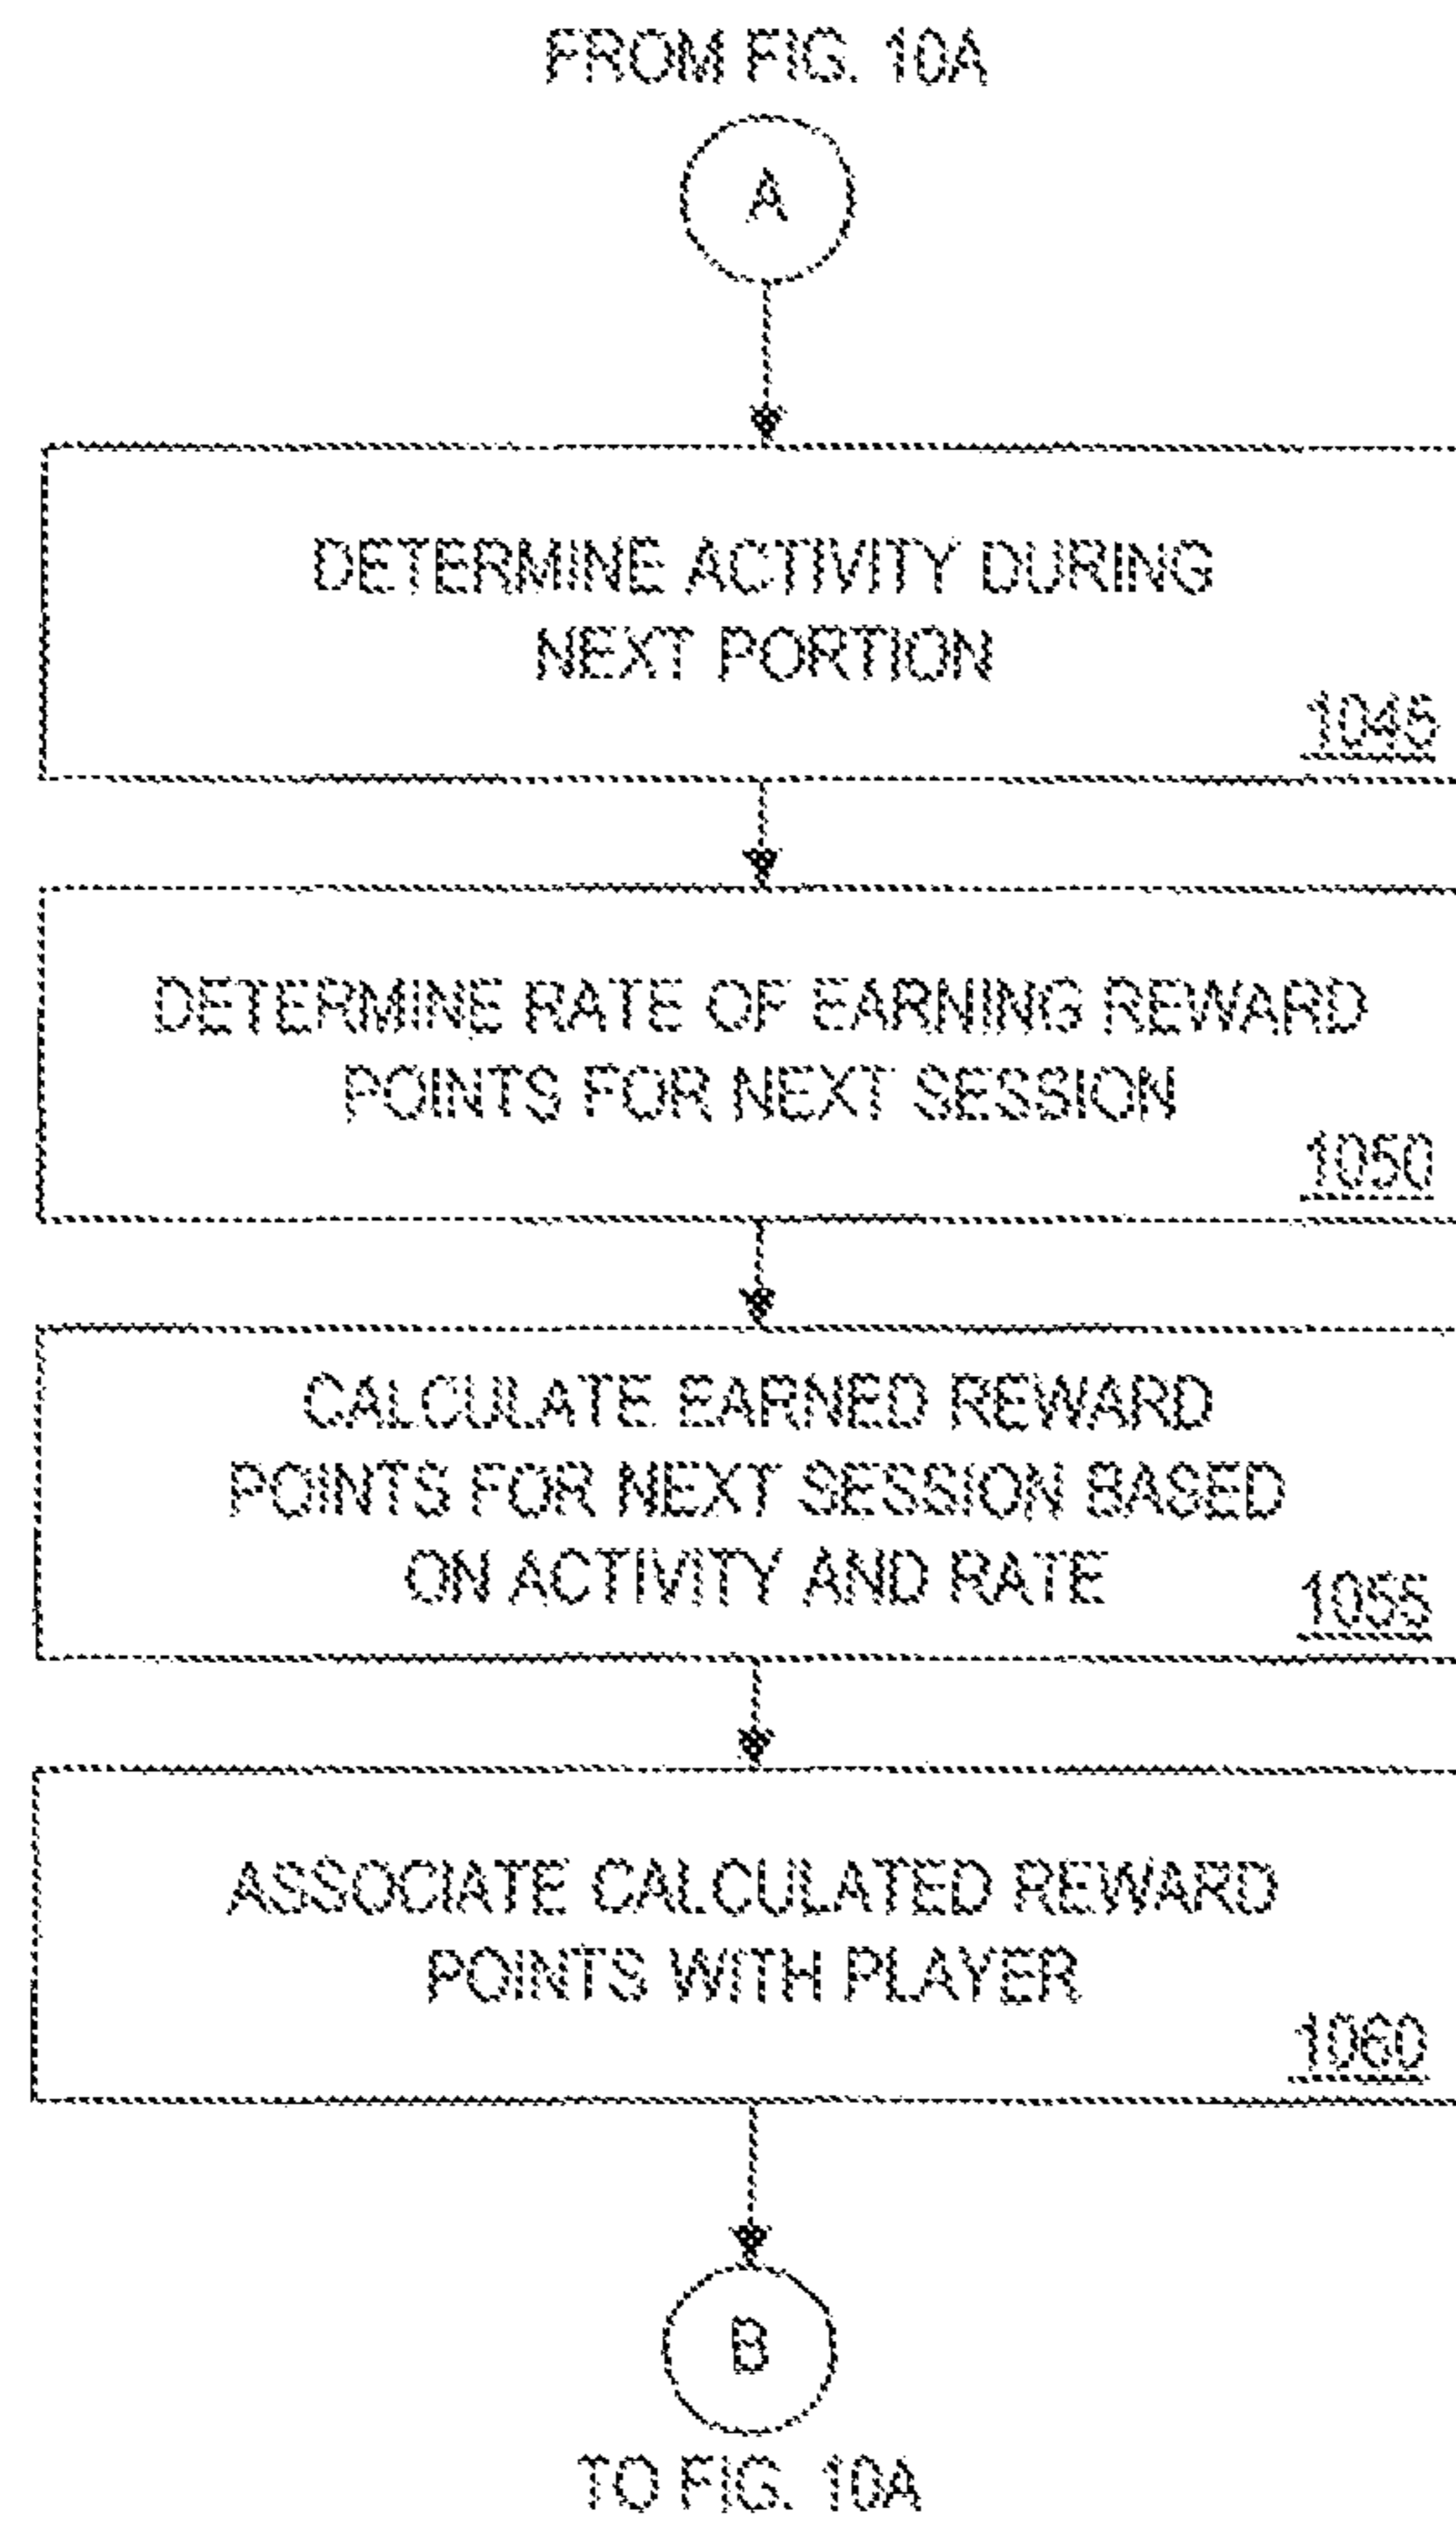 FROM FIG. 10A
A
DETERMINE ACTIVITY DURING
NEXT PORTION
1045
DETERMINE RATE OF EARNING REWARD
POINTS FOR NEXT SESSION
1050
CALCULATE EARNED REWARD
POINTS FOR NEXT SESSION BASED
ON ACTIVITY AND RATE
1055
ASSOCIATE CALCULATED REWARD
POINTS WITH PLAYER
1060
B
TO FIG. 10A